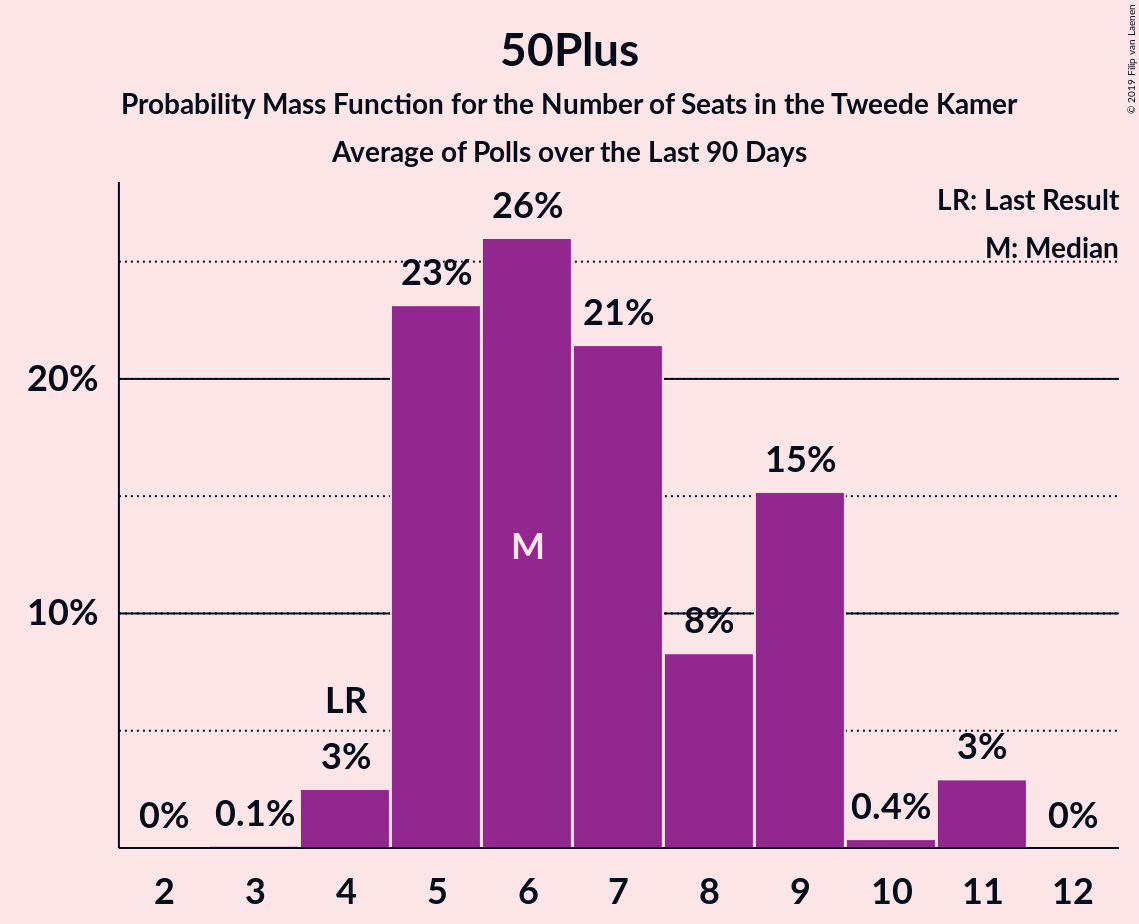 50Plus
Probability Mass Function for the Number of Seats in the Tweede Kamer
Average of Polls over the Last 90 Days
© 2019 Filip van Laenen
LR: Last Result
M: Median
26%
23%
21%
20%
15%
M
10%
8%
LR
3%
3%
0%
0.1%
0.4%
0%
2 3 4 5 6 7 8 9 10 11 12